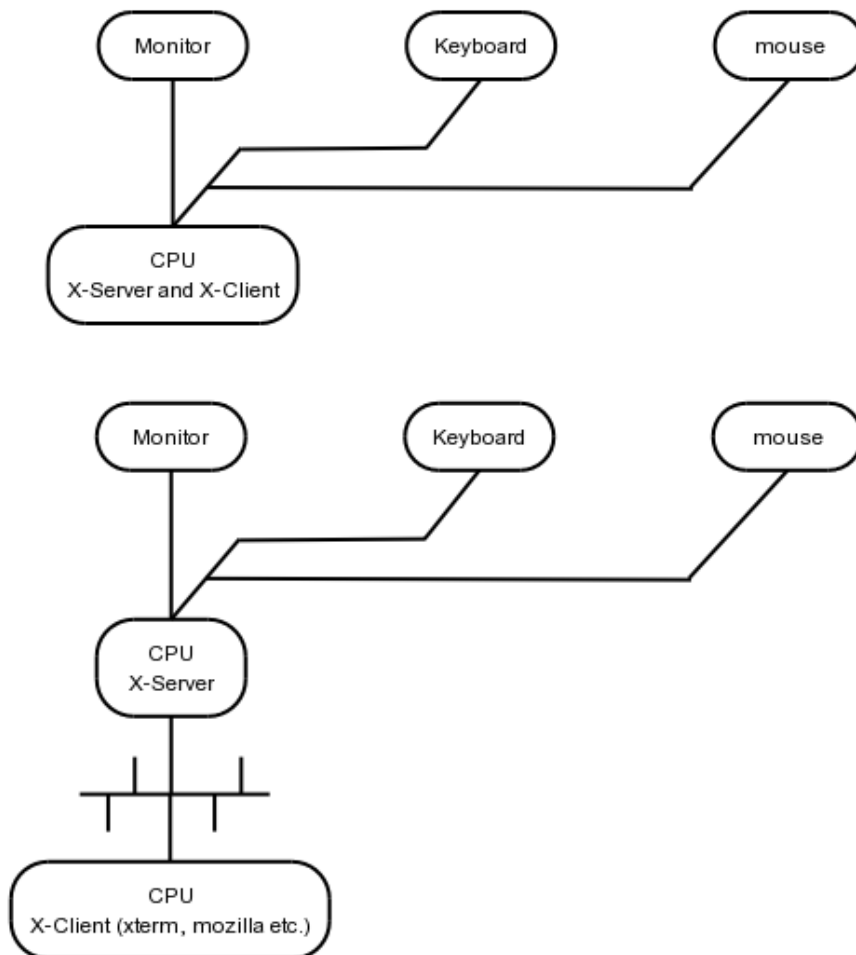 Monitor
Keyboard
mouse
CPU
X-Server and X-Client
Monitor
Keyboard
mouse
CPU
X-Server
CPU
X-Client (xterm, mozilla etc.)